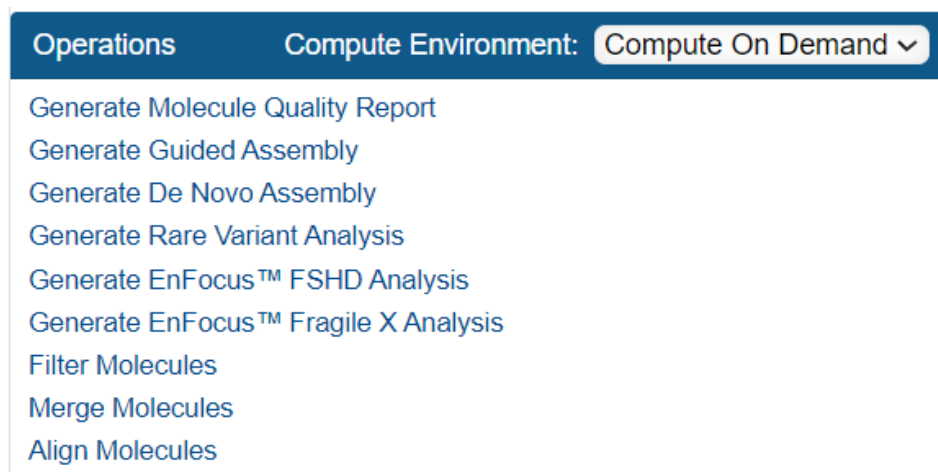 Operations Compute Environment: Compute On Demand
Generate Molecule Quality Report
Generate Guided Assembly
Generate De Novo Assembly
Generate Rare Variant Analysis
Generate EnFocus™ FSHD Analysis
Generate EnFocus™ Fragile X Analysis
Filter Molecules
Merge Molecules
Align Molecules